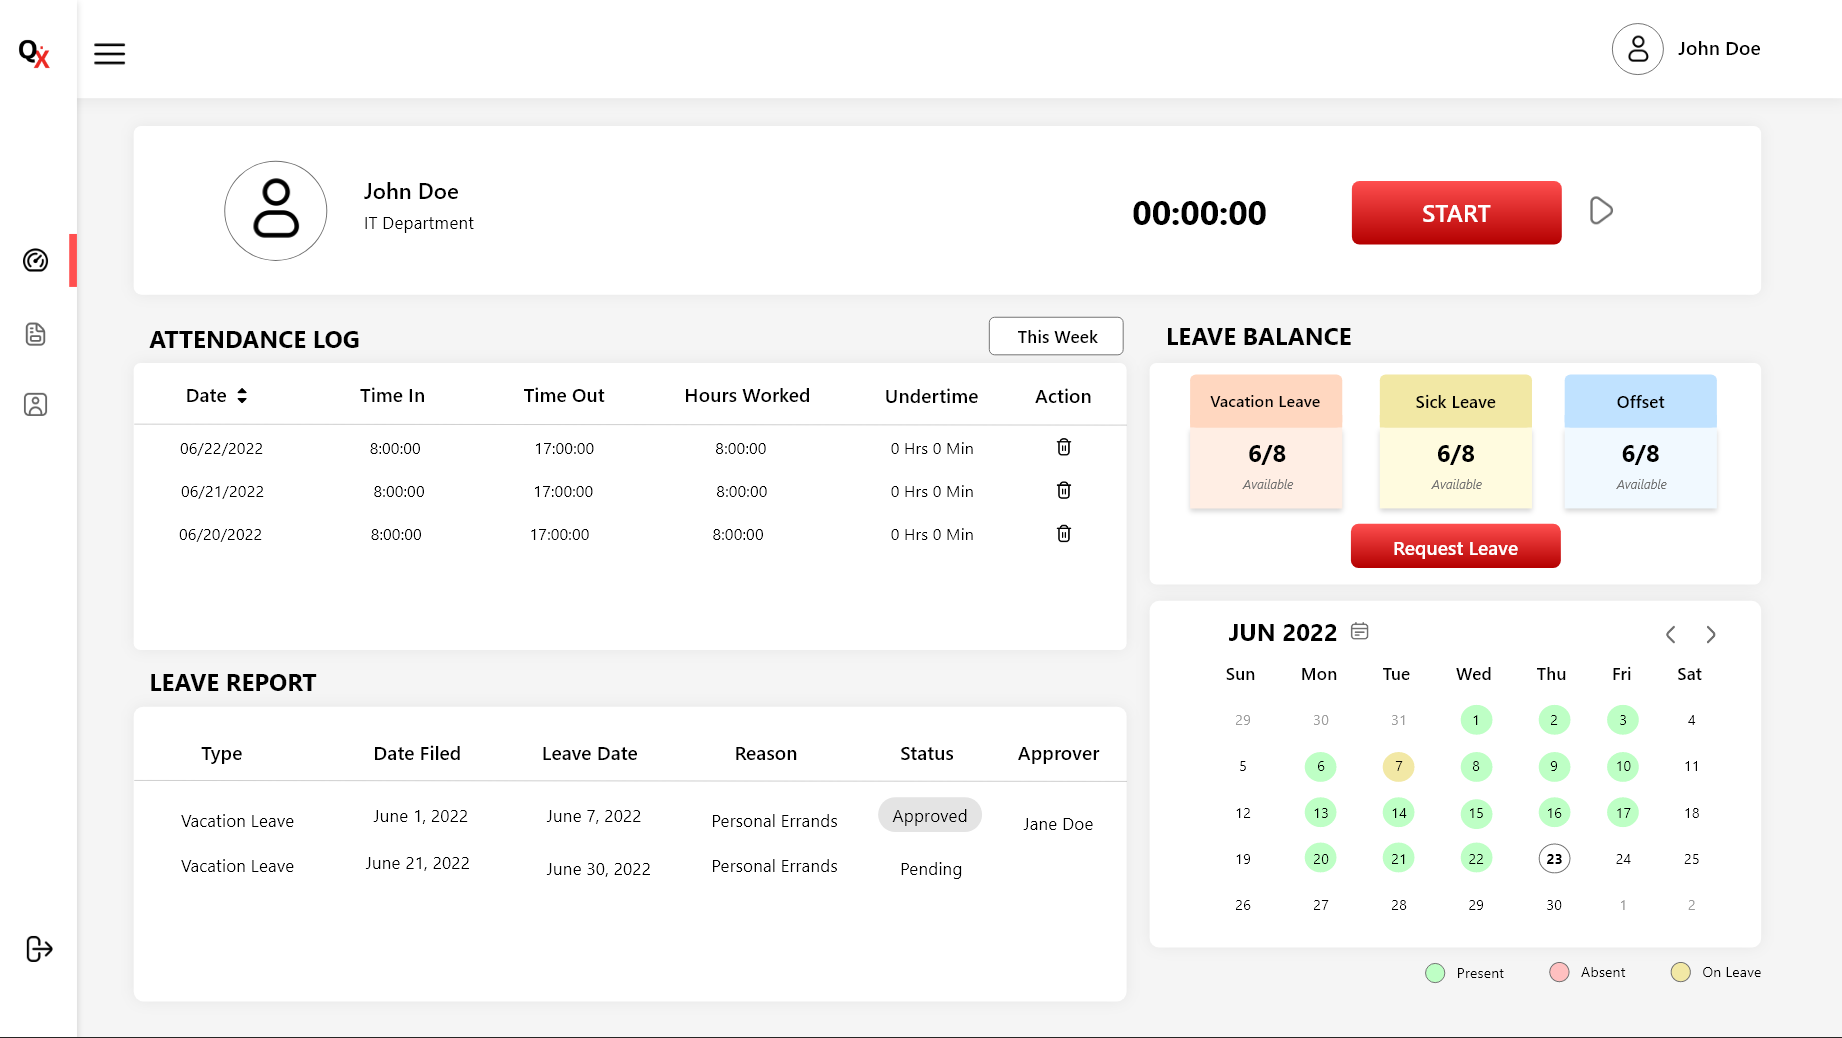 QX
John Doe
John Doe
IT Department
00:00:00
START
ATTENDANCE LOG
This Week
Date Time In Time Out Hours Worked Undertime Action
06/22/2022 8:00:00 17:00:00 8:00:00 0 Hrs 0 Min
06/21/2022 8:00:00 17:00:00 8:00:00 0 Hrs 0 Min
06/20/2022 8:00:00 17:00:00 8:00:00 0 Hrs 0 Min
LEAVE BALANCE
Vacation Leave Sick Leave Offset
6/8 6/8 6/8
Available Available Available
Request Leave
LEAVE REPORT
Type Date Filed Leave Date Reason Status Approver
Vacation Leave June 1, 2022 June 7, 2022 Personal Errands Approved Jane Doe
Vacation Leave June 21, 2022 June 30, 2022 Personal Errands Pending
JUN 2022
Sun Mon Tue Wed Thu Fri Sat
29 30 31 1 2 3 4
5 6 7 8 9 10 11
12 13 14 15 16 17 18
19 20 21 22 23 24 25
26 27 28 29 30 1 2
Present Absent On Leave